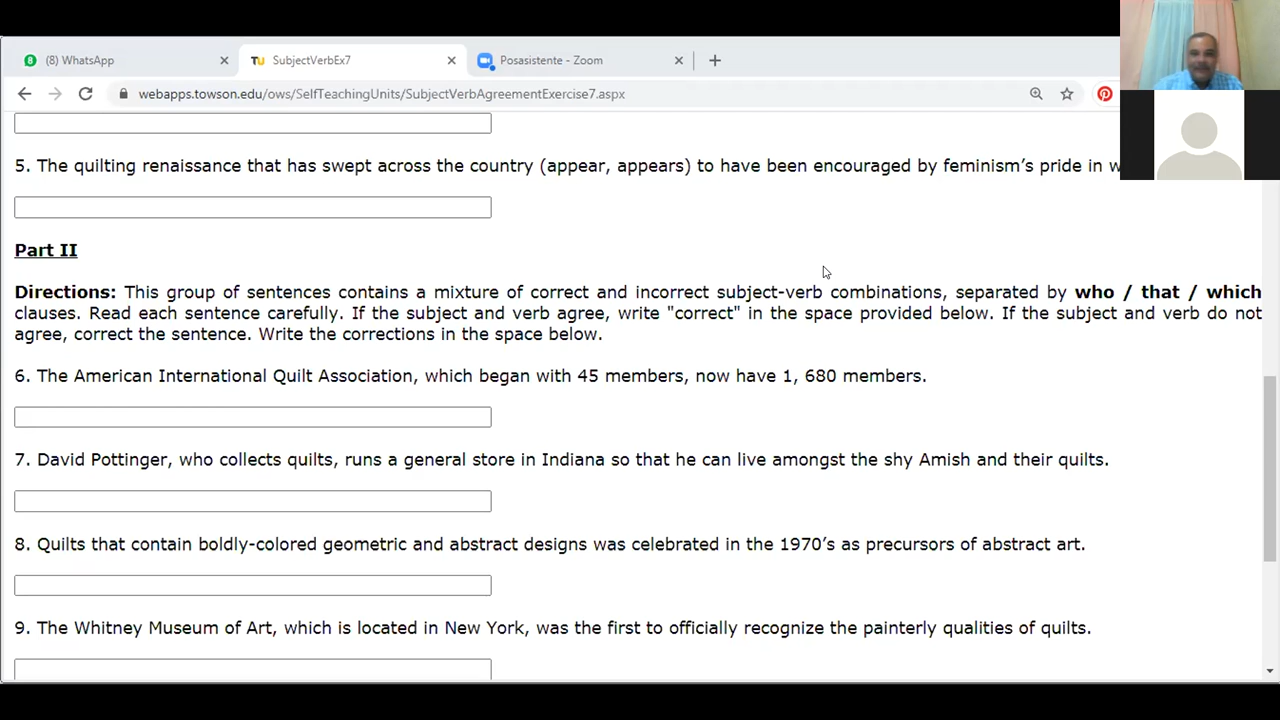 8 (8) WhatsApp
TU SubjectVerbEx7
Posasistente - Zoom
webapps.towson.edu/ows/SelfTeachingUnits/SubjectVerbAgreementExercise7.aspx
5. The quilting renaissance that has swept across the country (appear, appears) to have been encouraged by feminism's pride in
Part II
Directions: This group of sentences contains a mixture of correct and incorrect subject-verb combinations, separated by who / that / which
clauses. Read each sentence carefully. If the subject and verb agree, write "correct" in the space provided below. If the subject and verb do not
agree, correct the sentence. Write the corrections in the space below.
6. The American International Quilt Association, which began with 45 members, now have 1, 680 members.
7. David Pottinger, who collects quilts, runs a general store in Indiana so that he can live amongst the shy Amish and their quilts.
8. Quilts that contain boldly-colored geometric and abstract designs was celebrated in the 1970's as precursors of abstract art.
9. The Whitney Museum of Art, which is located in New York, was the first to officially recognize the painterly qualities of quilts.